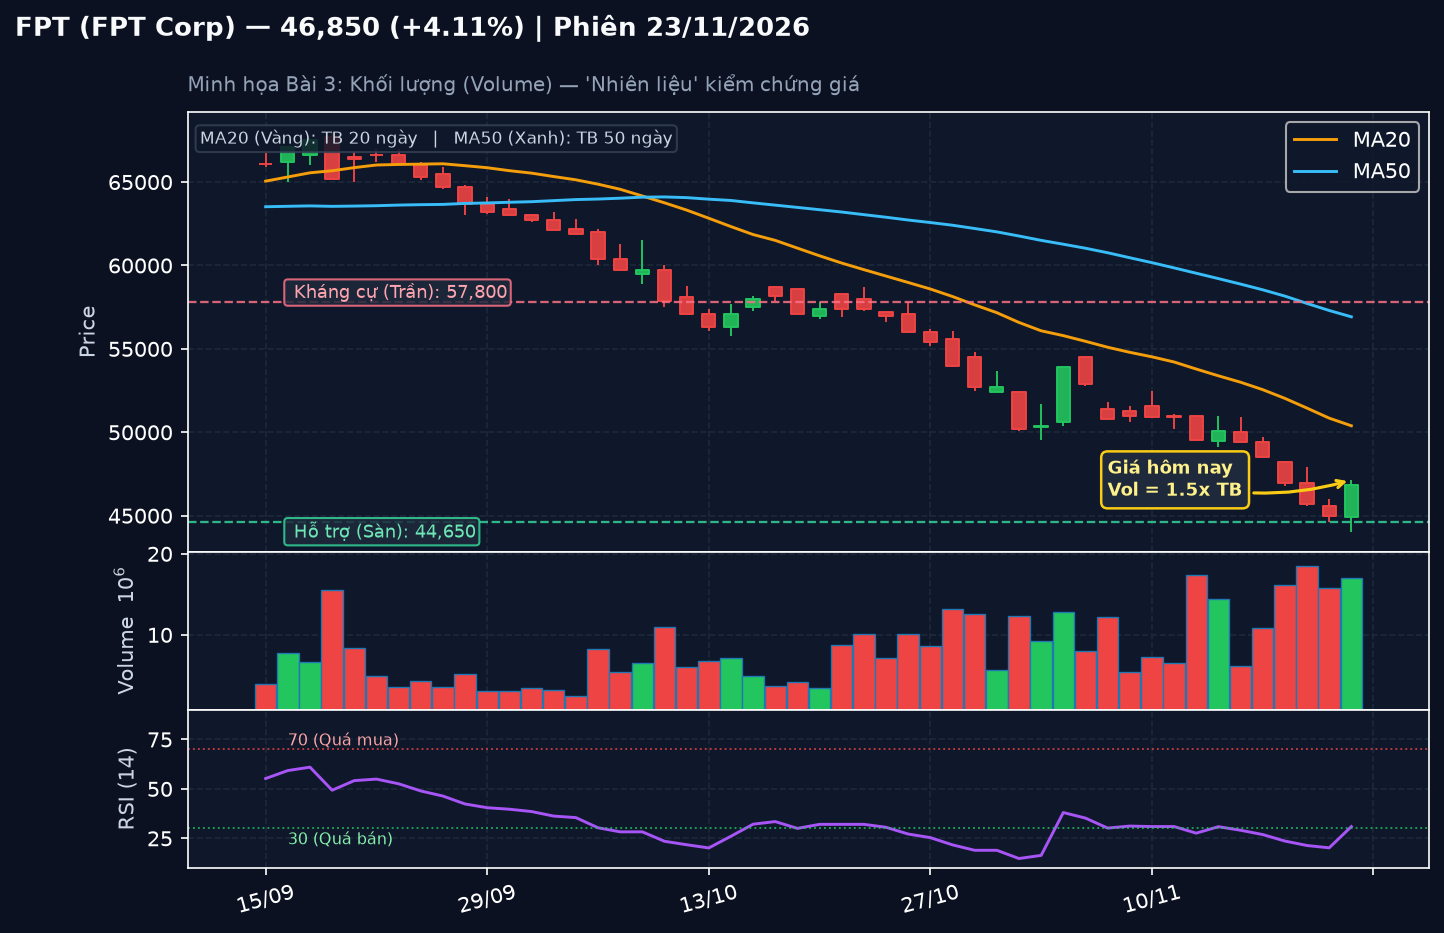 FPT (FPT Corp) — 46,850 (+4.11%) | Phiên 23/11/2026
Minh họa Bài 3: Khối lượng (Volume) — 'Nhiên liệu' kiểm chứng giá
MA20 (Vàng): TB 20 ngày | MA50 (Xanh): TB 50 ngày
MA20
MA50
65000
60000
55000
50000
45000
Price
Kháng cự (Trần): 57,800
Giá hôm nay
Vol = 1.5x TB
Hỗ trợ (Sàn): 44,650
20
10
Volume 10⁶
75
50
25
RSI (14)
70 (Quá mua)
30 (Quá bán)
15/09
29/09
13/10
27/10
10/11